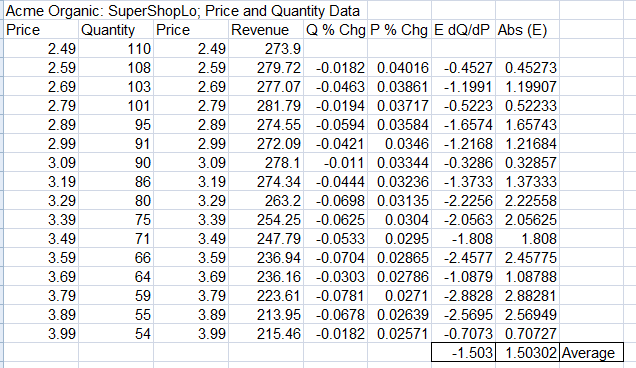 Acme Organic: SuperShopLo; Price and Quantity Data
Price Quantity Price Revenue Q % Chg P % Chg E dQ/dP Abs (E)
2.49 110 2.49 273.9
2.59 108 2.59 279.72 -0.0182 0.04016 -0.4527 0.45273
2.69 103 2.69 277.07 -0.0463 0.03861 -1.1991 1.19907
2.79 101 2.79 281.79 -0.0194 0.03717 -0.5223 0.52233
2.89 95 2.89 274.55 -0.0594 0.03584 -1.6574 1.65743
2.99 91 2.99 272.09 -0.0421 0.0346 -1.2168 1.21684
3.09 90 3.09 278.1 -0.011 0.03344 -0.3286 0.32857
3.19 86 3.19 274.34 -0.0444 0.03236 -1.3733 1.37333
3.29 80 3.29 263.2 -0.0698 0.03135 -2.2256 2.22558
3.39 75 3.39 254.25 -0.0625 0.0304 -2.0563 2.05625
3.49 71 3.49 247.79 -0.0533 0.0295 -1.808 1.808
3.59 66 3.59 236.94 -0.0704 0.02865 -2.4577 2.45775
3.69 64 3.69 236.16 -0.0303 0.02786 -1.0879 1.08788
3.79 59 3.79 223.61 -0.0781 0.0271 -2.8828 2.88281
3.89 55 3.89 213.95 -0.0678 0.02639 -2.5695 2.56949
3.99 54 3.99 215.46 -0.0182 0.02571 -0.7073 0.70727
-1.503 1.50302 Average